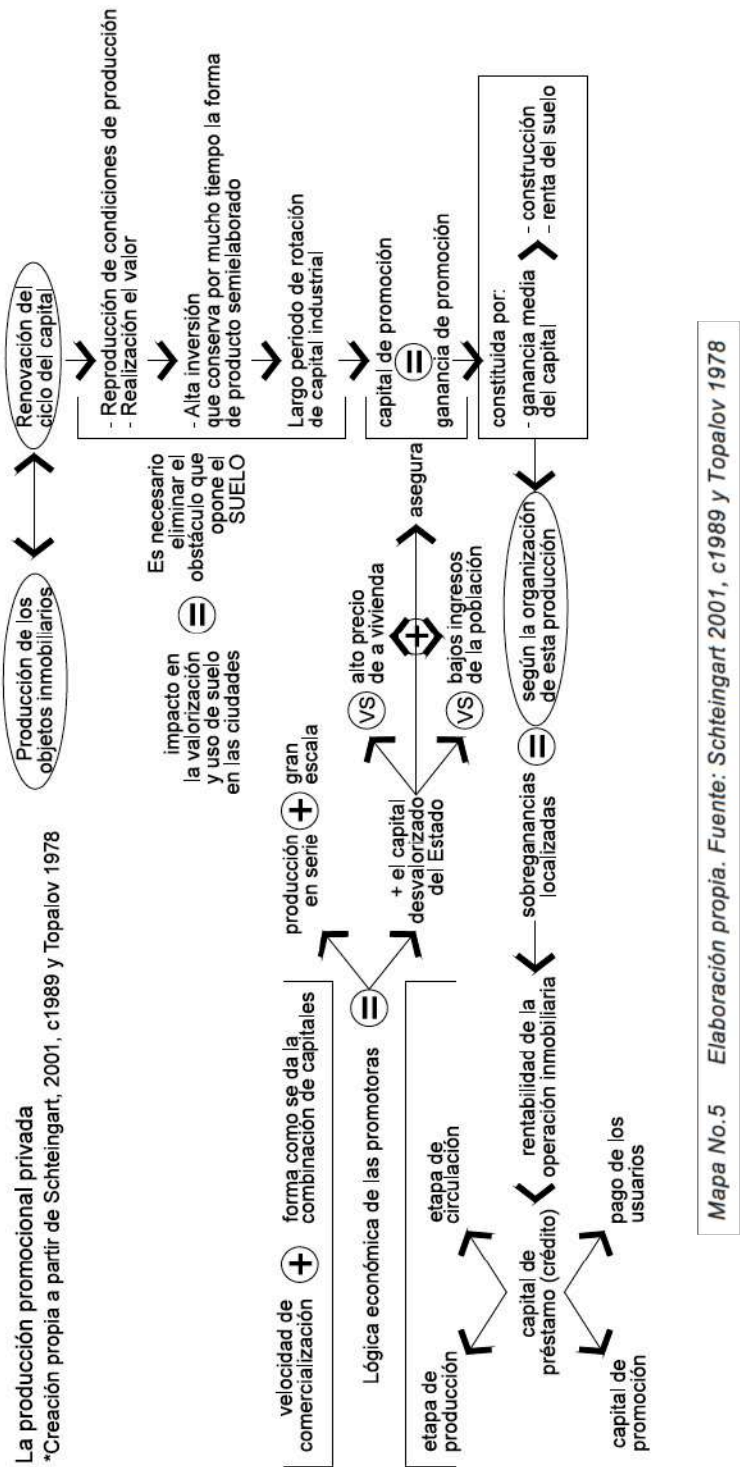 La producción promocional privada
*Creación propia a partir de Schteingart, 2001, c1989 y Topalov 1978
Producción de los
objetos inmobiliarios
Renovación del
ciclo del capital
- Reproducción de condiciones de producción
- Realización el valor
- Alta inversión
que conserva por mucho tiempo la forma
de producto semielaborado
Largo periodo de rotación
de capital industrial
impacto en
la valorización
y uso de suelo
en las ciudades
=
Es necesario
eliminar el
obstáculo que
opone el
SUELO
capital de promoción
=
ganancia de promoción
constituida por:
- ganancia media
del capital
- construcción
- renta del suelo
velocidad de
comercialización
+
forma como se da la
combinación de capitales
Lógica económica de las promotoras
=
producción
en serie
+
gran
escala
+ el capital
desvalorizado
del Estado
VS
alto precio
de a vivienda
+
VS
bajos ingresos
de la población
asegura
según la organización
de esta producción
=
sobreganancias
localizadas
rentabilidad de la
operación inmobiliaria
etapa de
producción
etapa de
circulación
capital de
préstamo (crédito)
capital de
promoción
pago de los
usuarios
Mapa No.5 Elaboración propia. Fuente: Schteingart 2001, c1989 y Topalov 1978